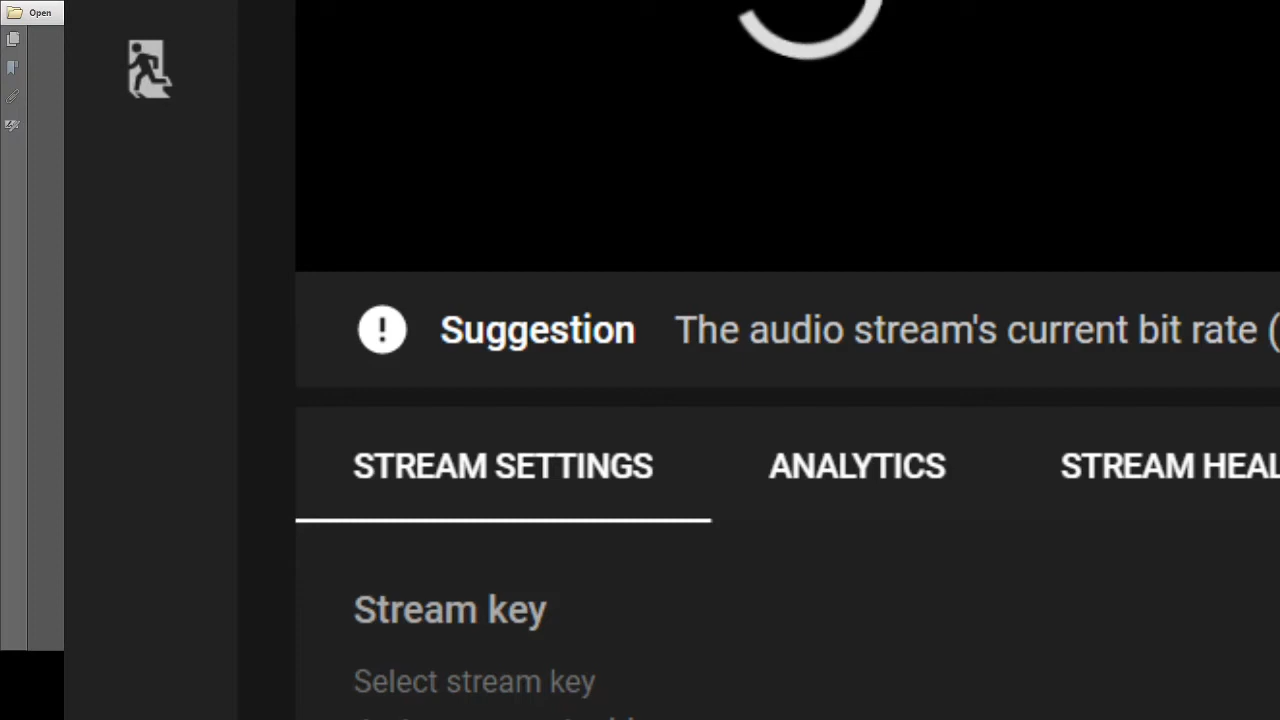 Open
Suggestion The audio stream's current bit rate (
STREAM SETTINGS ANALYTICS STREAM HEAL
Stream key
Select stream key